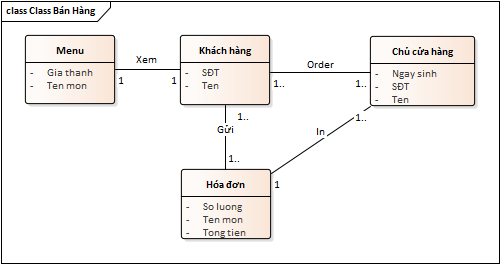 class Class Bán Hàng
Menu
- Gia thanh
- Ten mon
Xem
1
1
Khách hàng
- SĐT
- Ten
Order
1..
1..
Chủ cửa hàng
- Ngay sinh
- SĐT
- Ten
1..
Gửi
1..
In
1..
1
Hóa đơn
- So luong
- Ten mon
- Tong tien